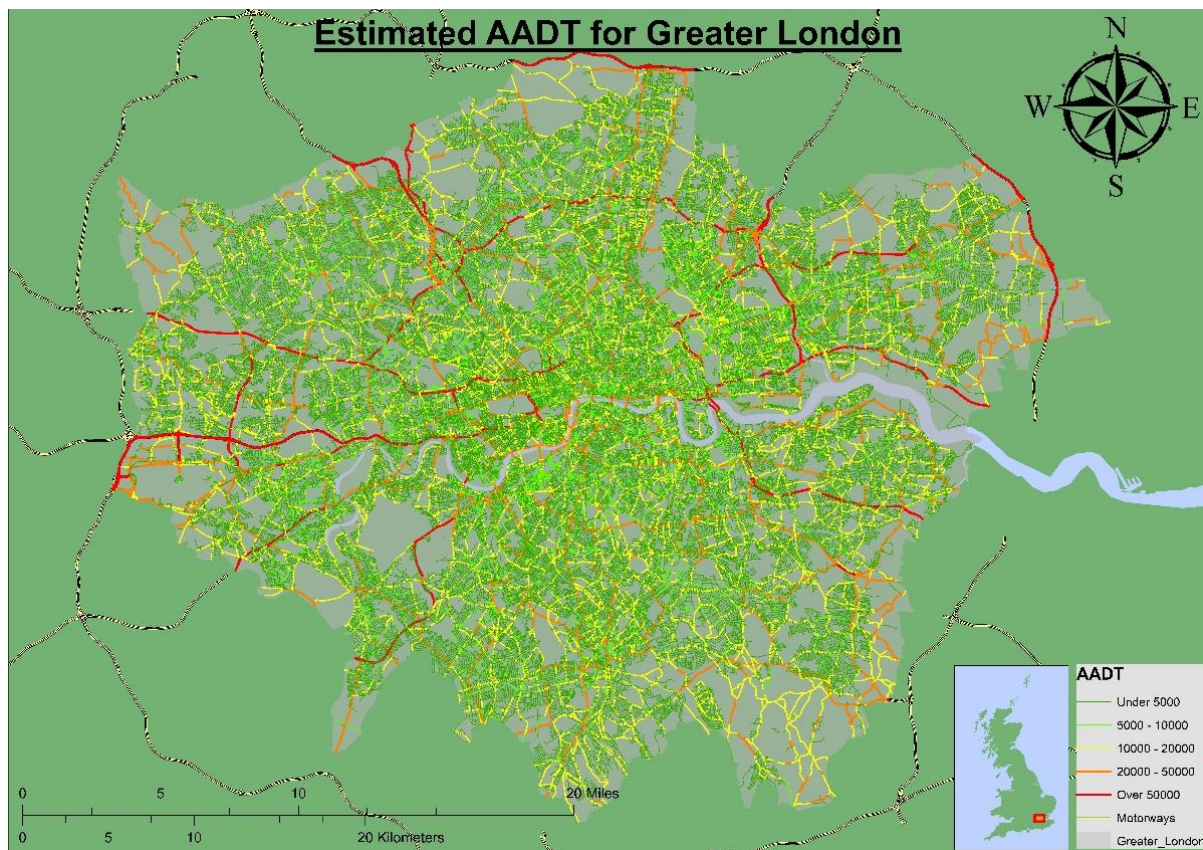 Estimated AADT for Greater London
N
W E
S
AADT
Under 5000
5000 - 10000
10000 - 20000
20000 - 50000
Over 50000
Motorways
Greater_London
0 5 10 20 Miles
0 5 10 20 Kilometers